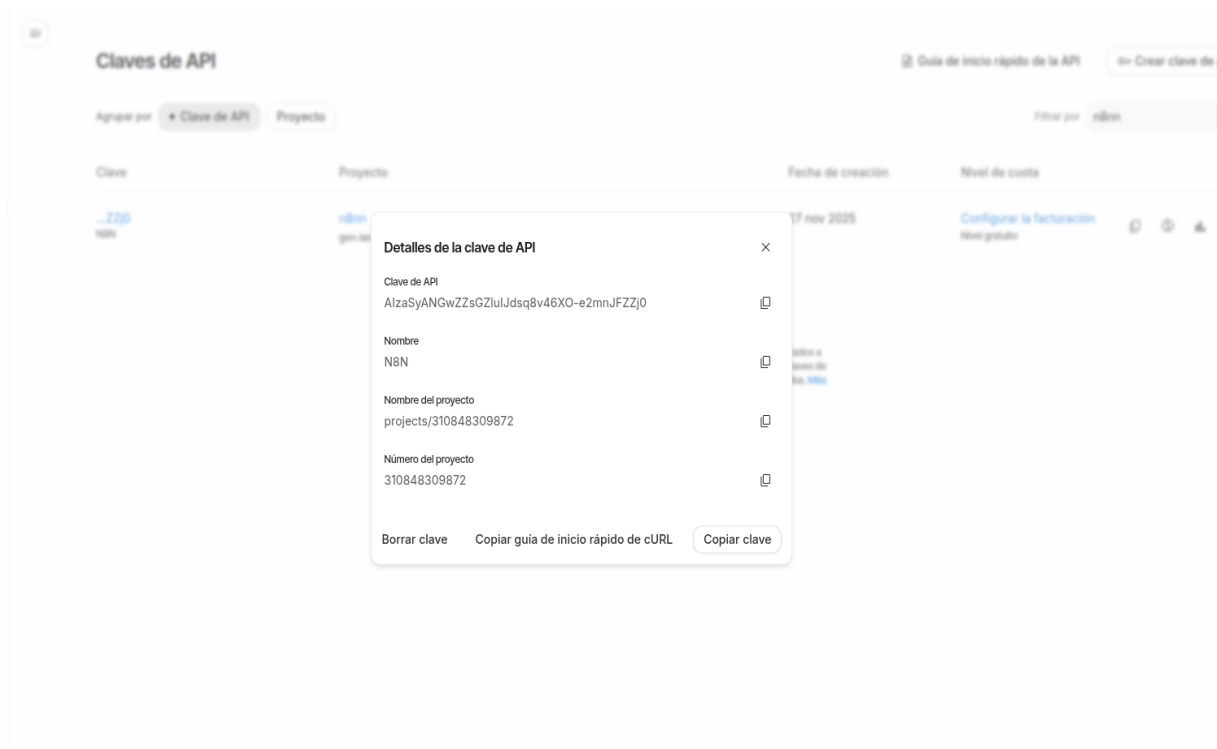 Claves de API
Guía de inicio rápido de la API
Crear clave de
Agrupar por
Clave de API
Proyecto
Filtrar por
n8nn
Clave
Proyecto
Fecha de creación
Nivel de cuota
...ZZj0
n8nn
nov 2025
Configurar la facturación
N8N
Nivel gratuito
Detalles de la clave de API
Clave de API
Nombre
N8N
Nombre del proyecto
projects/310848309872
Número del proyecto
310848309872
Más
Borrar clave
Copiar guía de inicio rápido de cURL
Copiar clave